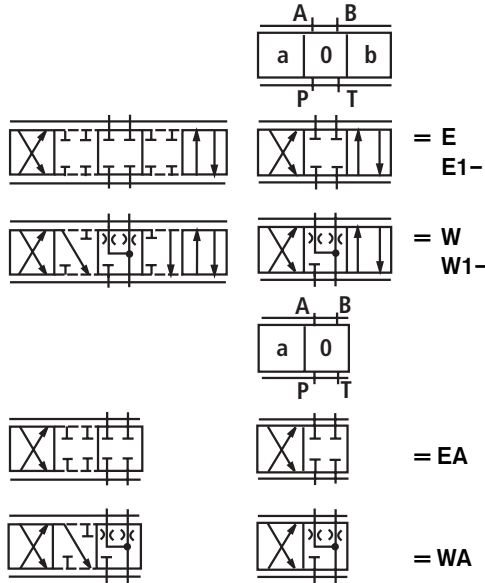 A B
a 0 b
P T
= E
E1–
= W
W1–
A B
a 0
P T
= EA
= WA